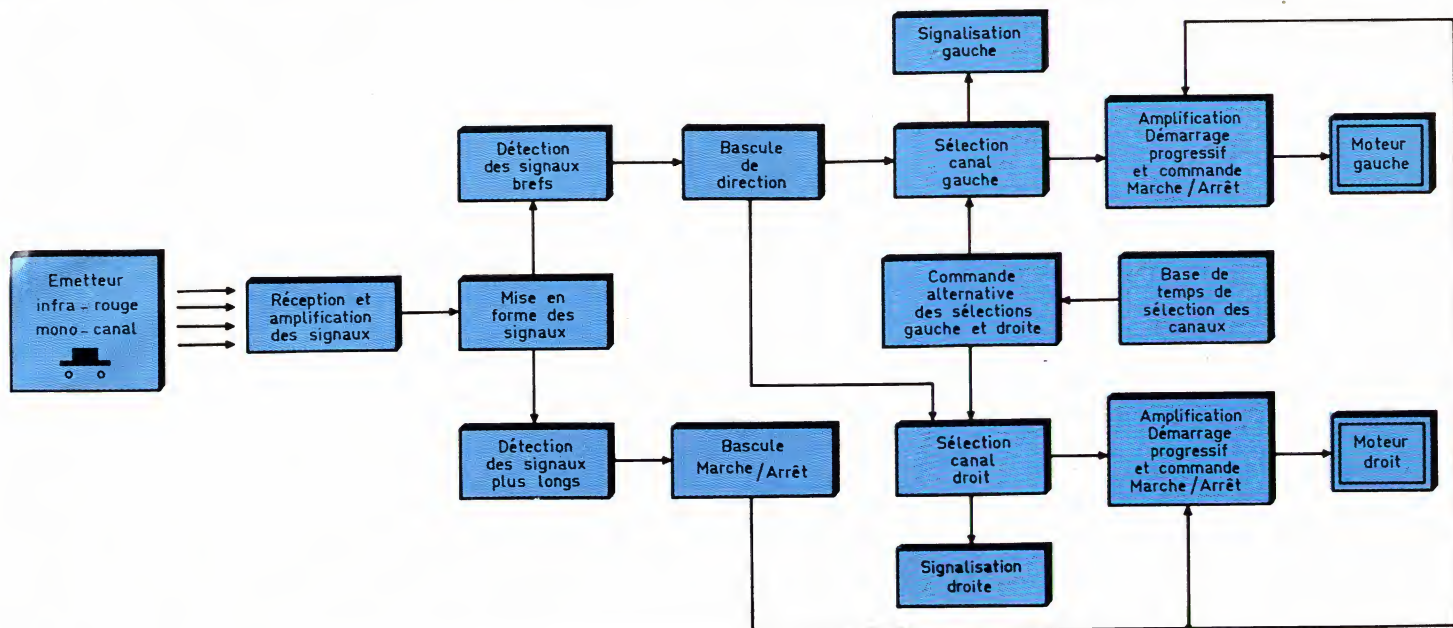 Signalisation
gauche
Détection
des signaux
brefs
Bascule
de
direction
Sélection
canal
gauche
Amplification
Démarrage
progressif
et commande
Marche/Arrêt
Moteur
gauche
Emetteur
infra-rouge
mono-canal
Réception et
amplification
des signaux
Mise en
forme des
signaux
Commande
alternative
des sélections
gauche et droite
Base de
temps de
sélection des
canaux
Détection
des signaux
plus longs
Bascule
Marche/Arrêt
Sélection
canal
droit
Amplification
Démarrage
progressif
et commande
Marche/Arrêt
Moteur
droit
Signalisation
droite